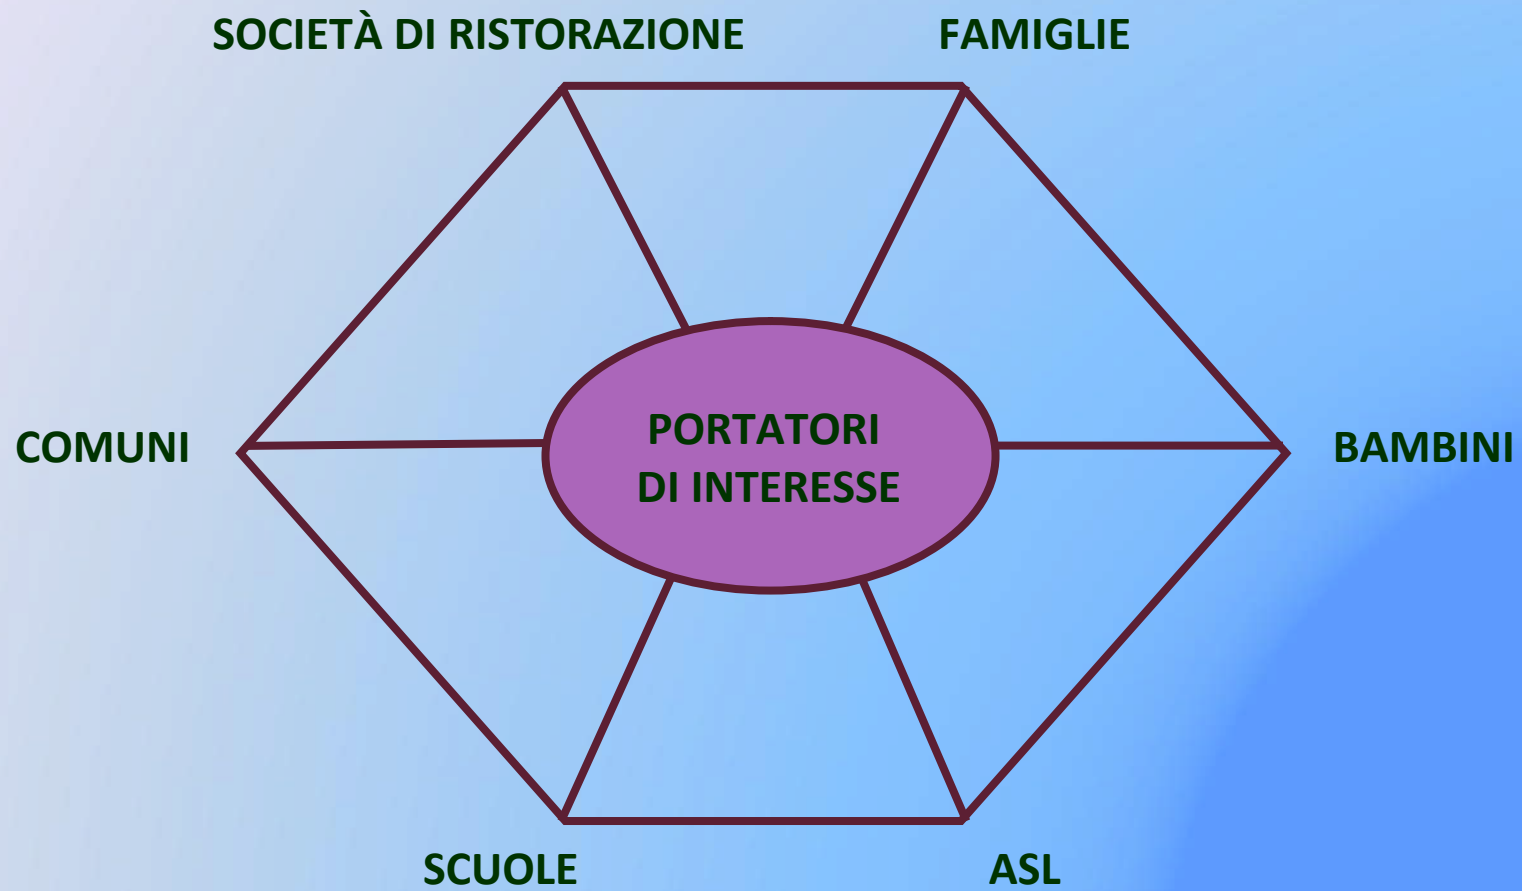 SOCIETÀ DI RISTORAZIONE
FAMIGLIE
COMUNI
PORTATORI
DI INTERESSE
BAMBINI
SCUOLE
ASL